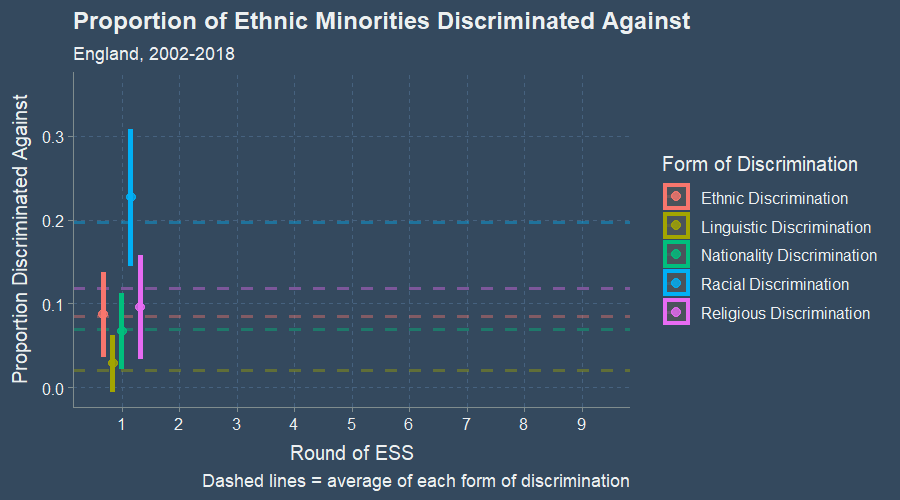 Proportion of Ethnic Minorities Discriminated Against
England, 2002-2018
Proportion Discriminated Against
0.3
0.2
0.1
0.0
1 2 3 4 5 6 7 8 9
Round of ESS
Dashed lines = average of each form of discrimination
Form of Discrimination
Ethnic Discrimination
Linguistic Discrimination
Nationality Discrimination
Racial Discrimination
Religious Discrimination